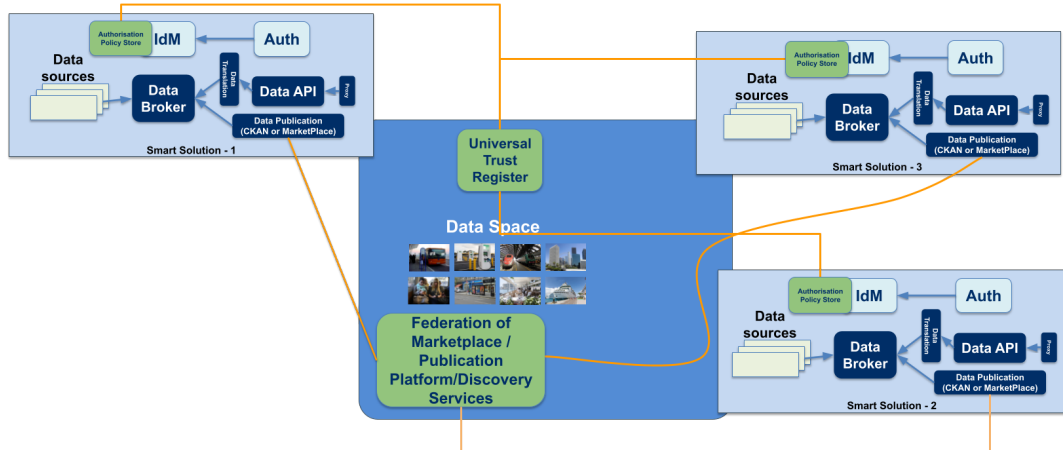 Authorisation
Policy Store
IdM
Auth
Data
sources
Data
Broker
Data
Translation
Data API
Proxy
Data Publication
(CKAN or MarketPlace)
Smart Solution - 1
Universal
Trust
Register
Data Space
Federation of
Marketplace /
Publication
Platform/Discovery
Services
Authorisation
Policy Store
IdM
Auth
Data
sources
Data
Broker
Data
Translation
Data API
Proxy
Data Publication
(CKAN or MarketPlace)
Smart Solution - 3
Authorisation
Policy Store
IdM
Auth
Data
sources
Data
Broker
Data
Translation
Data API
Proxy
Data Publication
(CKAN or MarketPlace)
Smart Solution - 2